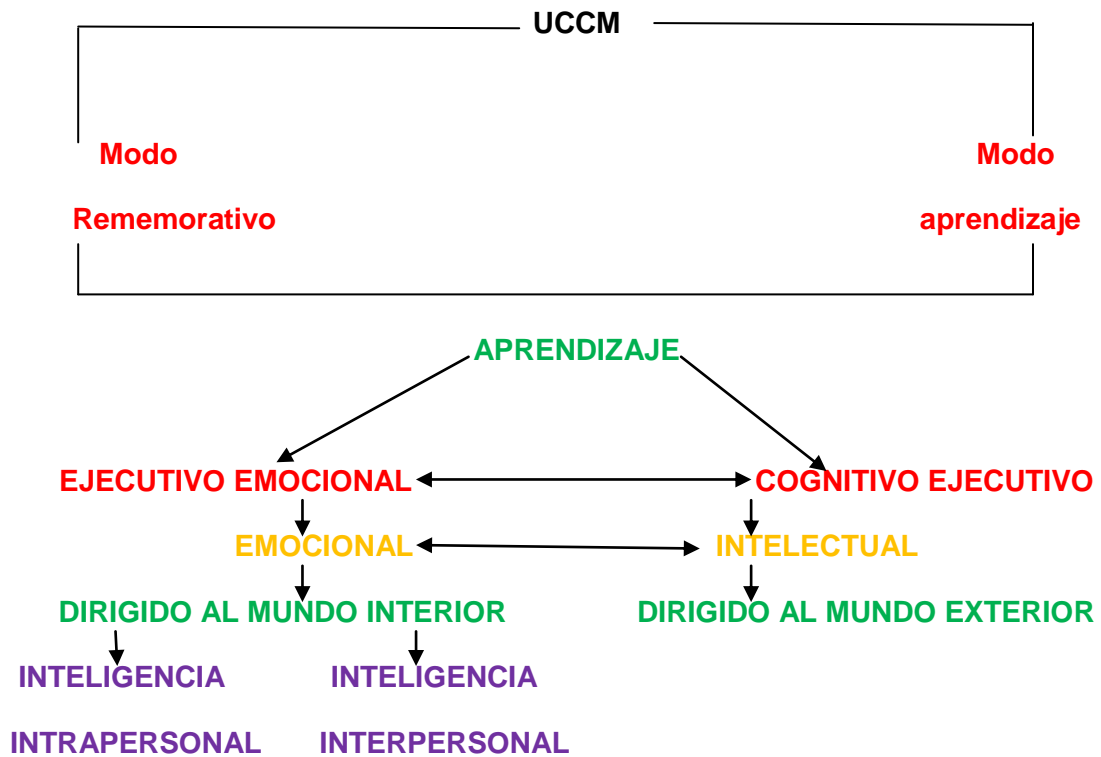 UCCM
Modo Modo
Rememorativo aprendizaje
APRENDIZAJE
EJECUTIVO EMOCIONAL COGNITIVO EJECUTIVO
EMOCIONAL INTELECTUAL
DIRIGIDO AL MUNDO INTERIOR DIRIGIDO AL MUNDO EXTERIOR
INTELIGENCIA INTELIGENCIA
INTRAPERSONAL INTERPERSONAL